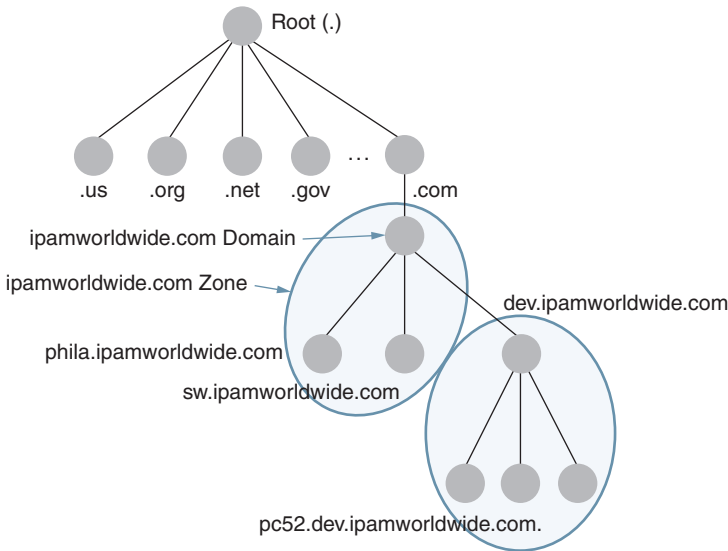 Root (.)
.us
.org
.net
.gov
...
.com
ipamworldwide.com Domain
ipamworldwide.com Zone
dev.ipamworldwide.com
phila.ipamworldwide.com
sw.ipamworldwide.com
pc52.dev.ipamworldwide.com.